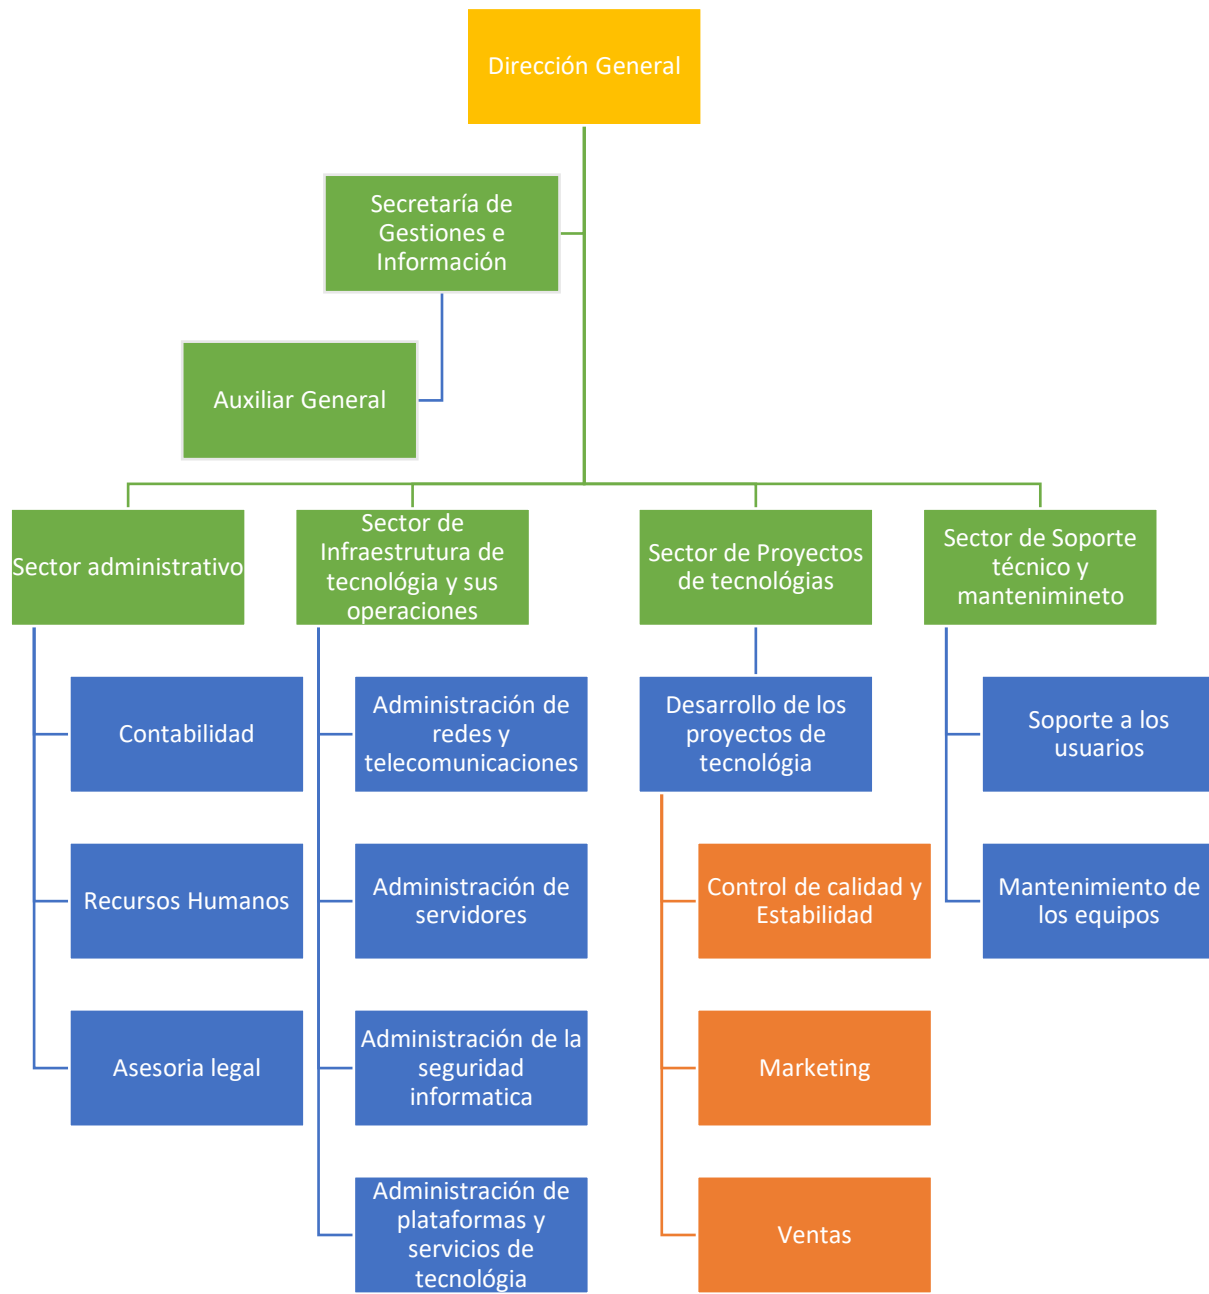 Dirección General
Secretaría de
Gestiones e
Información
Auxiliar General
Sector administrativo
Sector de
Infraestrutura de
tecnológia y sus
operaciones
Sector de Proyectos
de tecnológias
Sector de Soporte
técnico y
mantenimineto
Contabilidad
Administración de
redes y
telecomunicaciones
Desarrollo de los
proyectos de
tecnológia
Soporte a los
usuarios
Recursos Humanos
Administración de
servidores
Control de calidad y
Estabilidad
Mantenimiento de
los equipos
Asesoria legal
Administración de la
seguridad
informatica
Marketing
Administración de
plataformas y
servicios de
tecnológia
Ventas